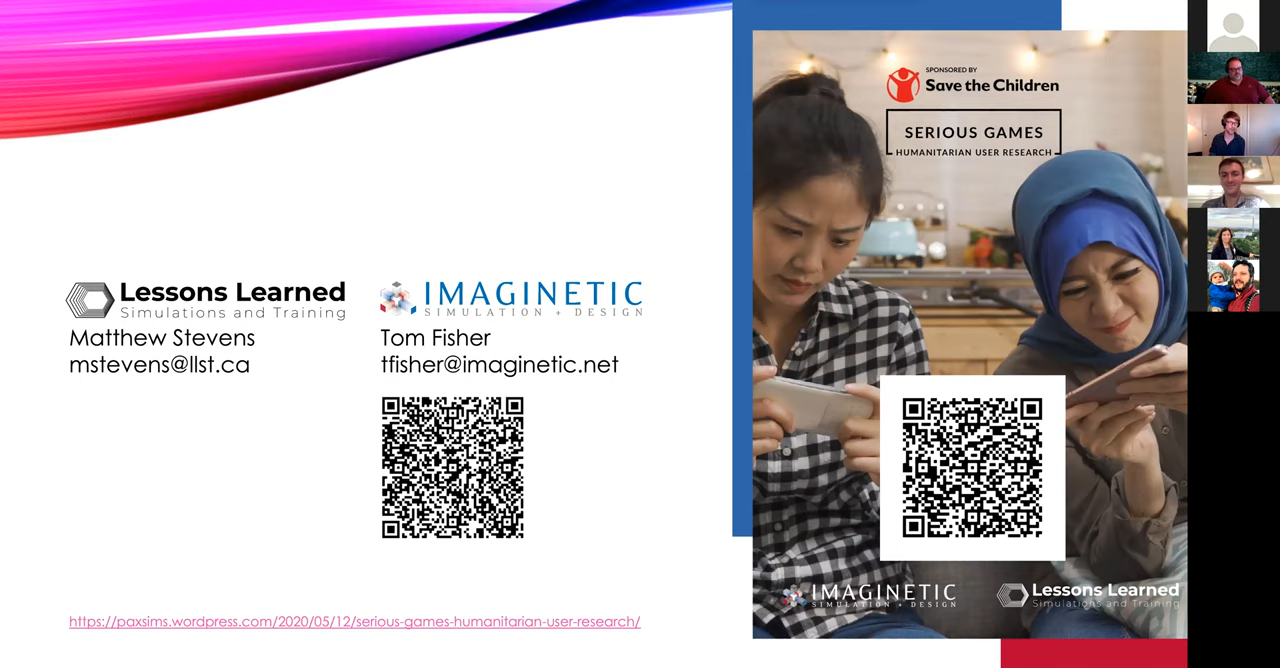 Lessons Learned
Simulations and Training
Matthew Stevens
mstevens@llst.ca
IMAGINETIC
SIMULATION + DESIGN
Tom Fisher
tfisher@imaginetic.net
https://paxsims.wordpress.com/2020/05/12/serious-games-humanitarian-user-research/
SPONSORED BY
Save the Children
SERIOUS GAMES
HUMANITARIAN USER RESEARCH
IMAGINETIC
SIMULATION + DESIGN
Lessons Learned
Simulations and Training